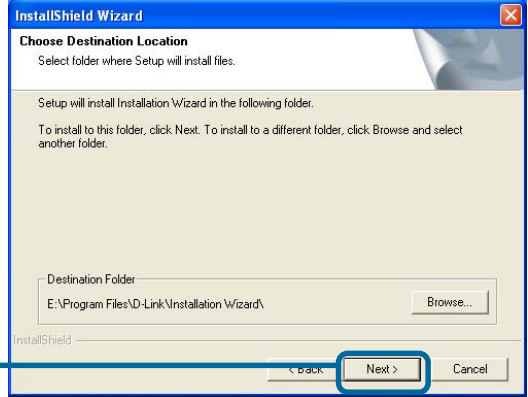 InstallShield Wizard
Choose Destination Location
Select folder where Setup will install files.
Setup will install Installation Wizard in the following folder.
To install to this folder, click Next. To install to a different folder, click Browse and select
another folder.
Destination Folder
E:\Program Files\D-Link\Installation Wizard\
Browse...
InstallShield
< Back
Next >
Cancel